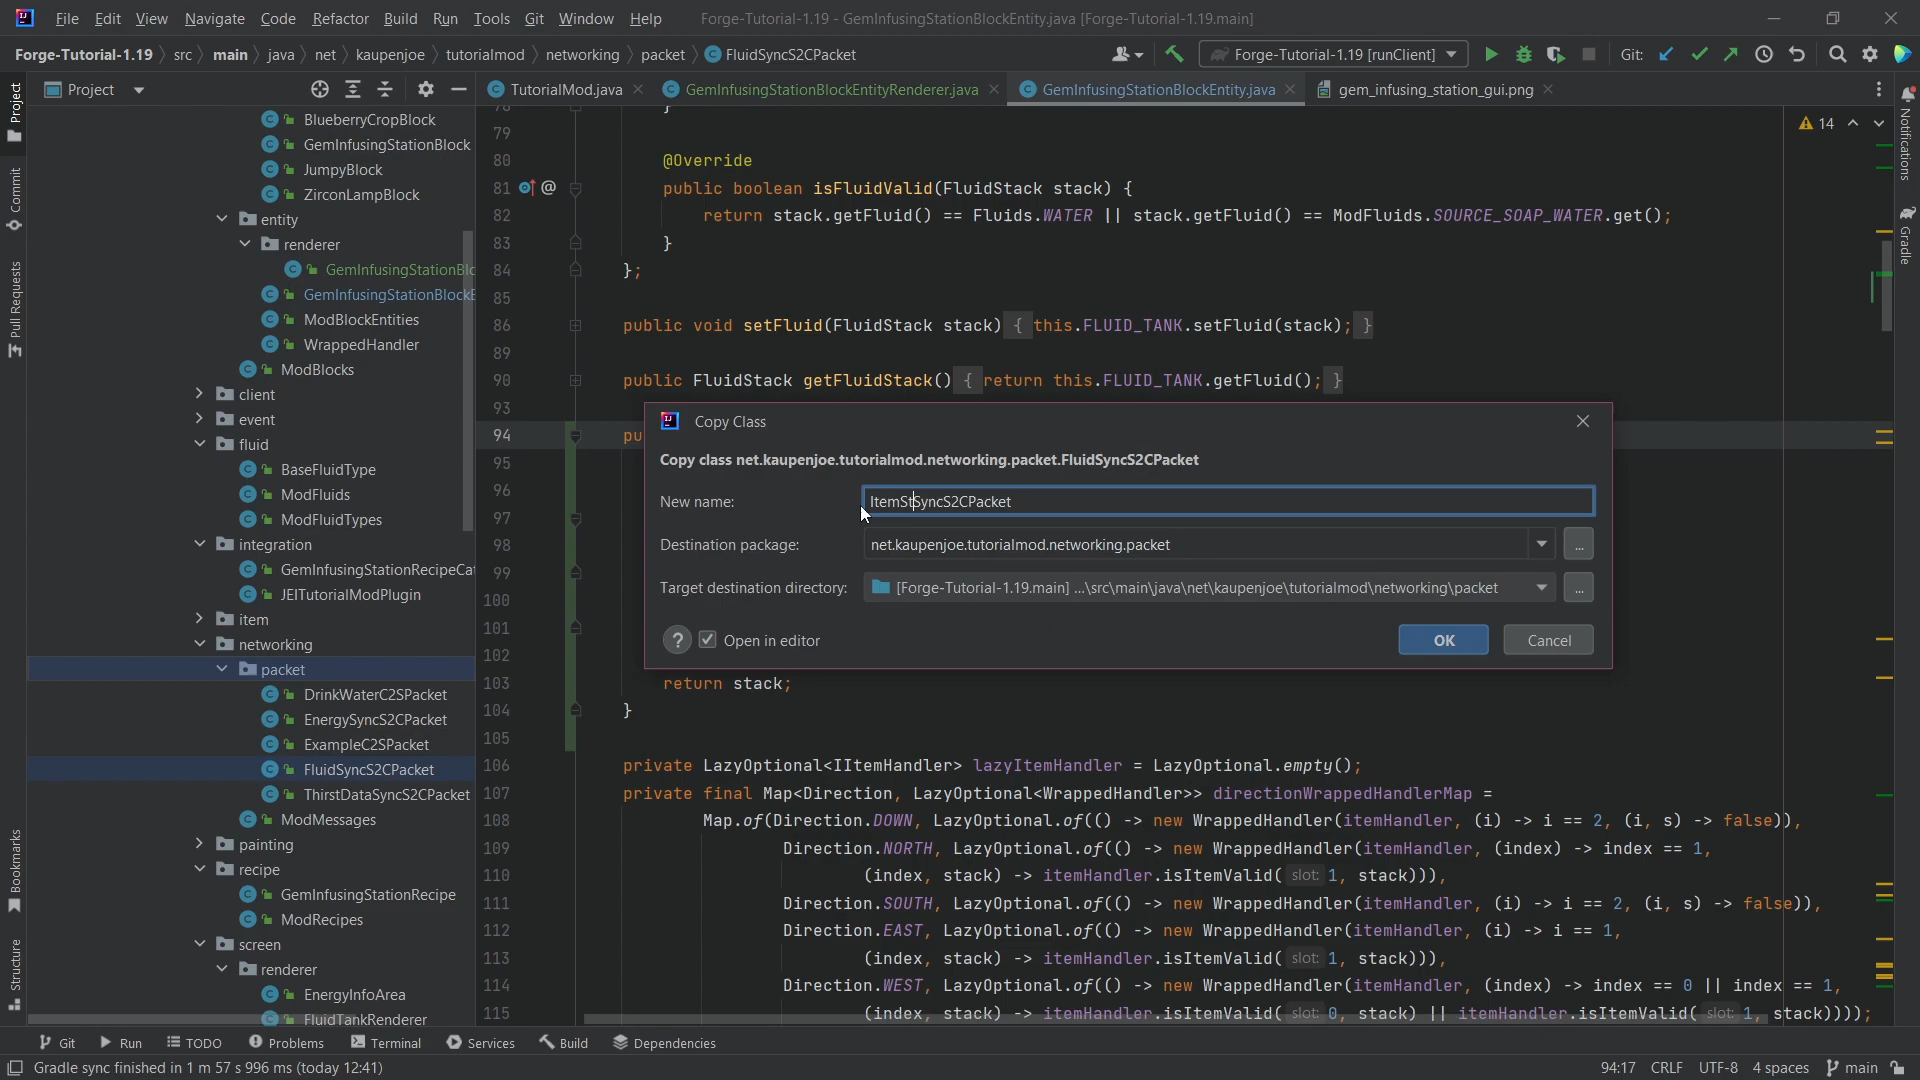 File Edit View Navigate Code Refactor Build Run Tools Git Window Help Forge-Tutorial-1.19 - GemInfusingStationBlockEntity.java [Forge-Tutorial-1.19.main]
Forge-Tutorial-1.19 src main java net kaupenjoe tutorialmod networking packet FluidSyncS2CPacket Forge-Tutorial-1.19 [runClient] Git:
Project
TutorialMod.java GemInfusingStationBlockEntityRenderer.java GemInfusingStationBlockEntity.java gem_infusing_station_gui.png
Project
Commit
Pull Requests
Bookmarks
Structure
BlueberryCropBlock
GemInfusingStationBlock
JumpyBlock
ZirconLampBlock
entity
renderer
GemInfusingStationBloc
GemInfusingStationBlockE
ModBlockEntities
WrappedHandler
ModBlocks
client
event
fluid
BaseFluidType
ModFluids
ModFluidTypes
integration
GemInfusingStationRecipeCat
JEITutorialModPlugin
item
networking
packet
DrinkWaterC2SPacket
EnergySyncS2CPacket
ExampleC2SPacket
FluidSyncS2CPacket
ThirstDataSyncS2CPacket
ModMessages
painting
recipe
GemInfusingStationRecipe
ModRecipes
screen
renderer
EnergyInfoArea
FluidTankRenderer
14
78 }
79
80 @Override
81 @ public boolean isFluidValid(FluidStack stack) {
82 return stack.getFluid() == Fluids.WATER || stack.getFluid() == ModFluids.SOURCE_SOAP_WATER.get();
83 }
84 };
85
86 public void setFluid(FluidStack stack) { this.FLUID_TANK.setFluid(stack); }
89
90 public FluidStack getFluidStack() { return this.FLUID_TANK.getFluid(); }
93
94 pu
95
96
97
98
99
100
101
102
103 return stack;
104 }
105
106 private LazyOptional<IItemHandler> lazyItemHandler = LazyOptional.empty();
107 private final Map<Direction, LazyOptional<WrappedHandler>> directionWrappedHandlerMap =
108 Map.of(Direction.DOWN, LazyOptional.of(() -> new WrappedHandler(itemHandler, (i) -> i == 2, (i, s) -> false)),
109 Direction.NORTH, LazyOptional.of(() -> new WrappedHandler(itemHandler, (index) -> index == 1,
110 (index, stack) -> itemHandler.isItemValid( slot: 1, stack))),
111 Direction.SOUTH, LazyOptional.of(() -> new WrappedHandler(itemHandler, (i) -> i == 2, (i, s) -> false)),
112 Direction.EAST, LazyOptional.of(() -> new WrappedHandler(itemHandler, (i) -> i == 1,
113 (index, stack) -> itemHandler.isItemValid( slot: 1, stack))),
114 Direction.WEST, LazyOptional.of(() -> new WrappedHandler(itemHandler, (index) -> index == 0 || index == 1,
115 (index, stack) -> itemHandler.isItemValid( slot: 0, stack) || itemHandler.isItemValid( slot: 1, stack))));
Copy Class
Copy class net.kaupenjoe.tutorialmod.networking.packet.FluidSyncS2CPacket
New name: ItemStSyncS2CPacket
Destination package: net.kaupenjoe.tutorialmod.networking.packet ...
Target destination directory: [Forge-Tutorial-1.19.main] ...\src\main\java\net\kaupenjoe\tutorialmod\networking\packet ...
? Open in editor OK Cancel
Notifications
Gradle
Git Run TODO Problems Terminal Services Build Dependencies
Gradle sync finished in 1 m 57 s 996 ms (today 12:41) 94:17 CRLF UTF-8 4 spaces main